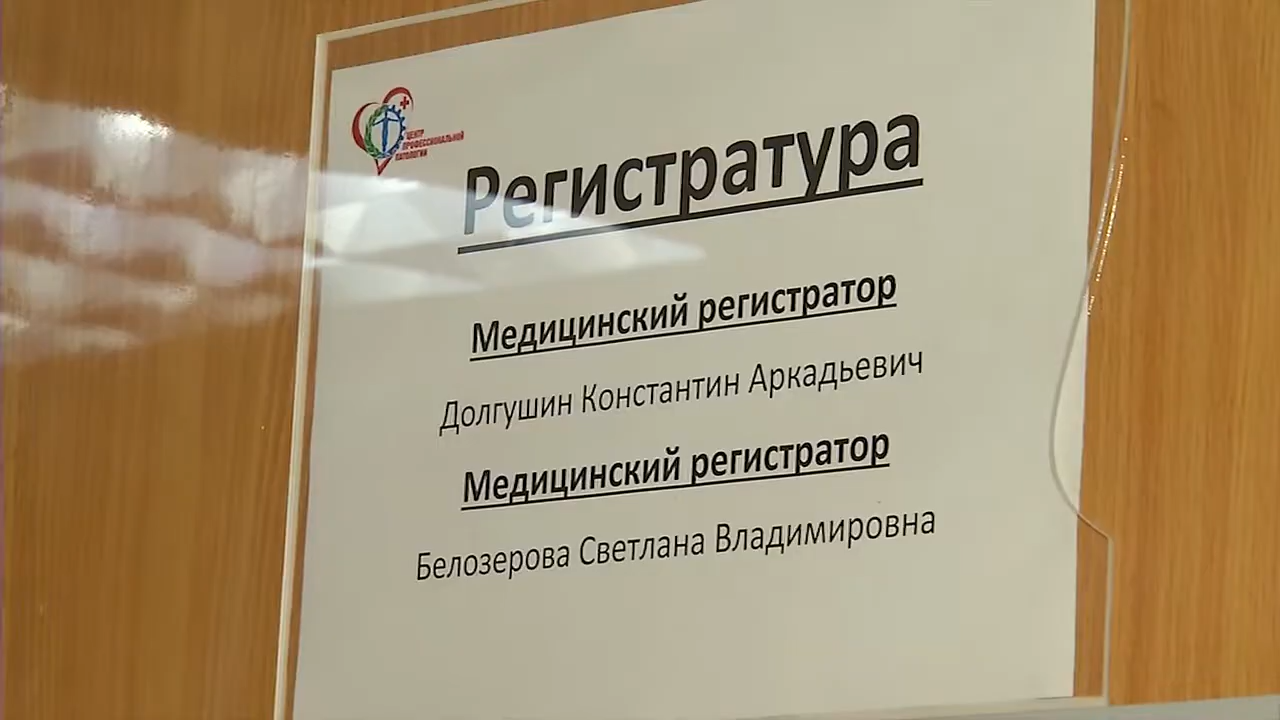 ЦЕНТР
ПРОФЕССИОНАЛЬНОЙ
ПАТОЛОГИИ
Регистратура
Медицинский регистратор
Долгушин Константин Аркадьевич
Медицинский регистратор
Белозерова Светлана Владимировна